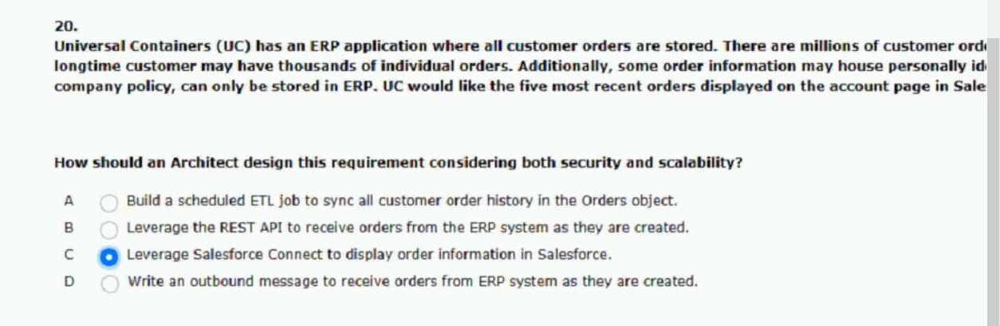 20.
Universal Containers (UC) has an ERP application where all customer orders are stored. There are millions of customer
longtime customer may have thousands of individual orders. Additionally, some order information may house personally
company policy, can only be stored in ERP. UC would like the five most recent orders displayed on the account page in
How should an Architect design this requirement considering both security and scalability?
A Build a scheduled ETL job to sync all customer order history in the Orders object.
B Leverage the REST API to receive orders from the ERP system as they are created.
C Leverage Salesforce Connect to display order information in Salesforce.
D Write an outbound message to receive orders from ERP system as they are created.